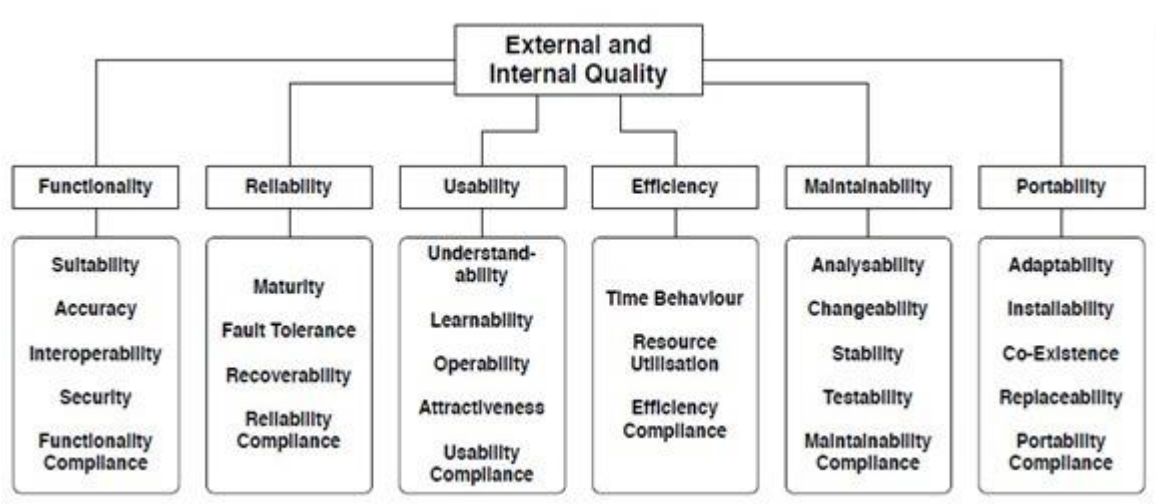 External and
Internal Quality
Functionality
Reliability
Usability
Efficiency
Maintainability
Portability
Suitability
Accuracy
Interoperability
Security
Functionality
Compliance
Maturity
Fault Tolerance
Recoverability
Reliability
Compliance
Understand-
ability
Learnability
Operability
Attractiveness
Usability
Compliance
Time Behaviour
Resource
Utilisation
Efficiency
Compliance
Analysability
Changeability
Stability
Testability
Maintainability
Compliance
Adaptability
Installability
Co-Existence
Replaceability
Portability
Compliance